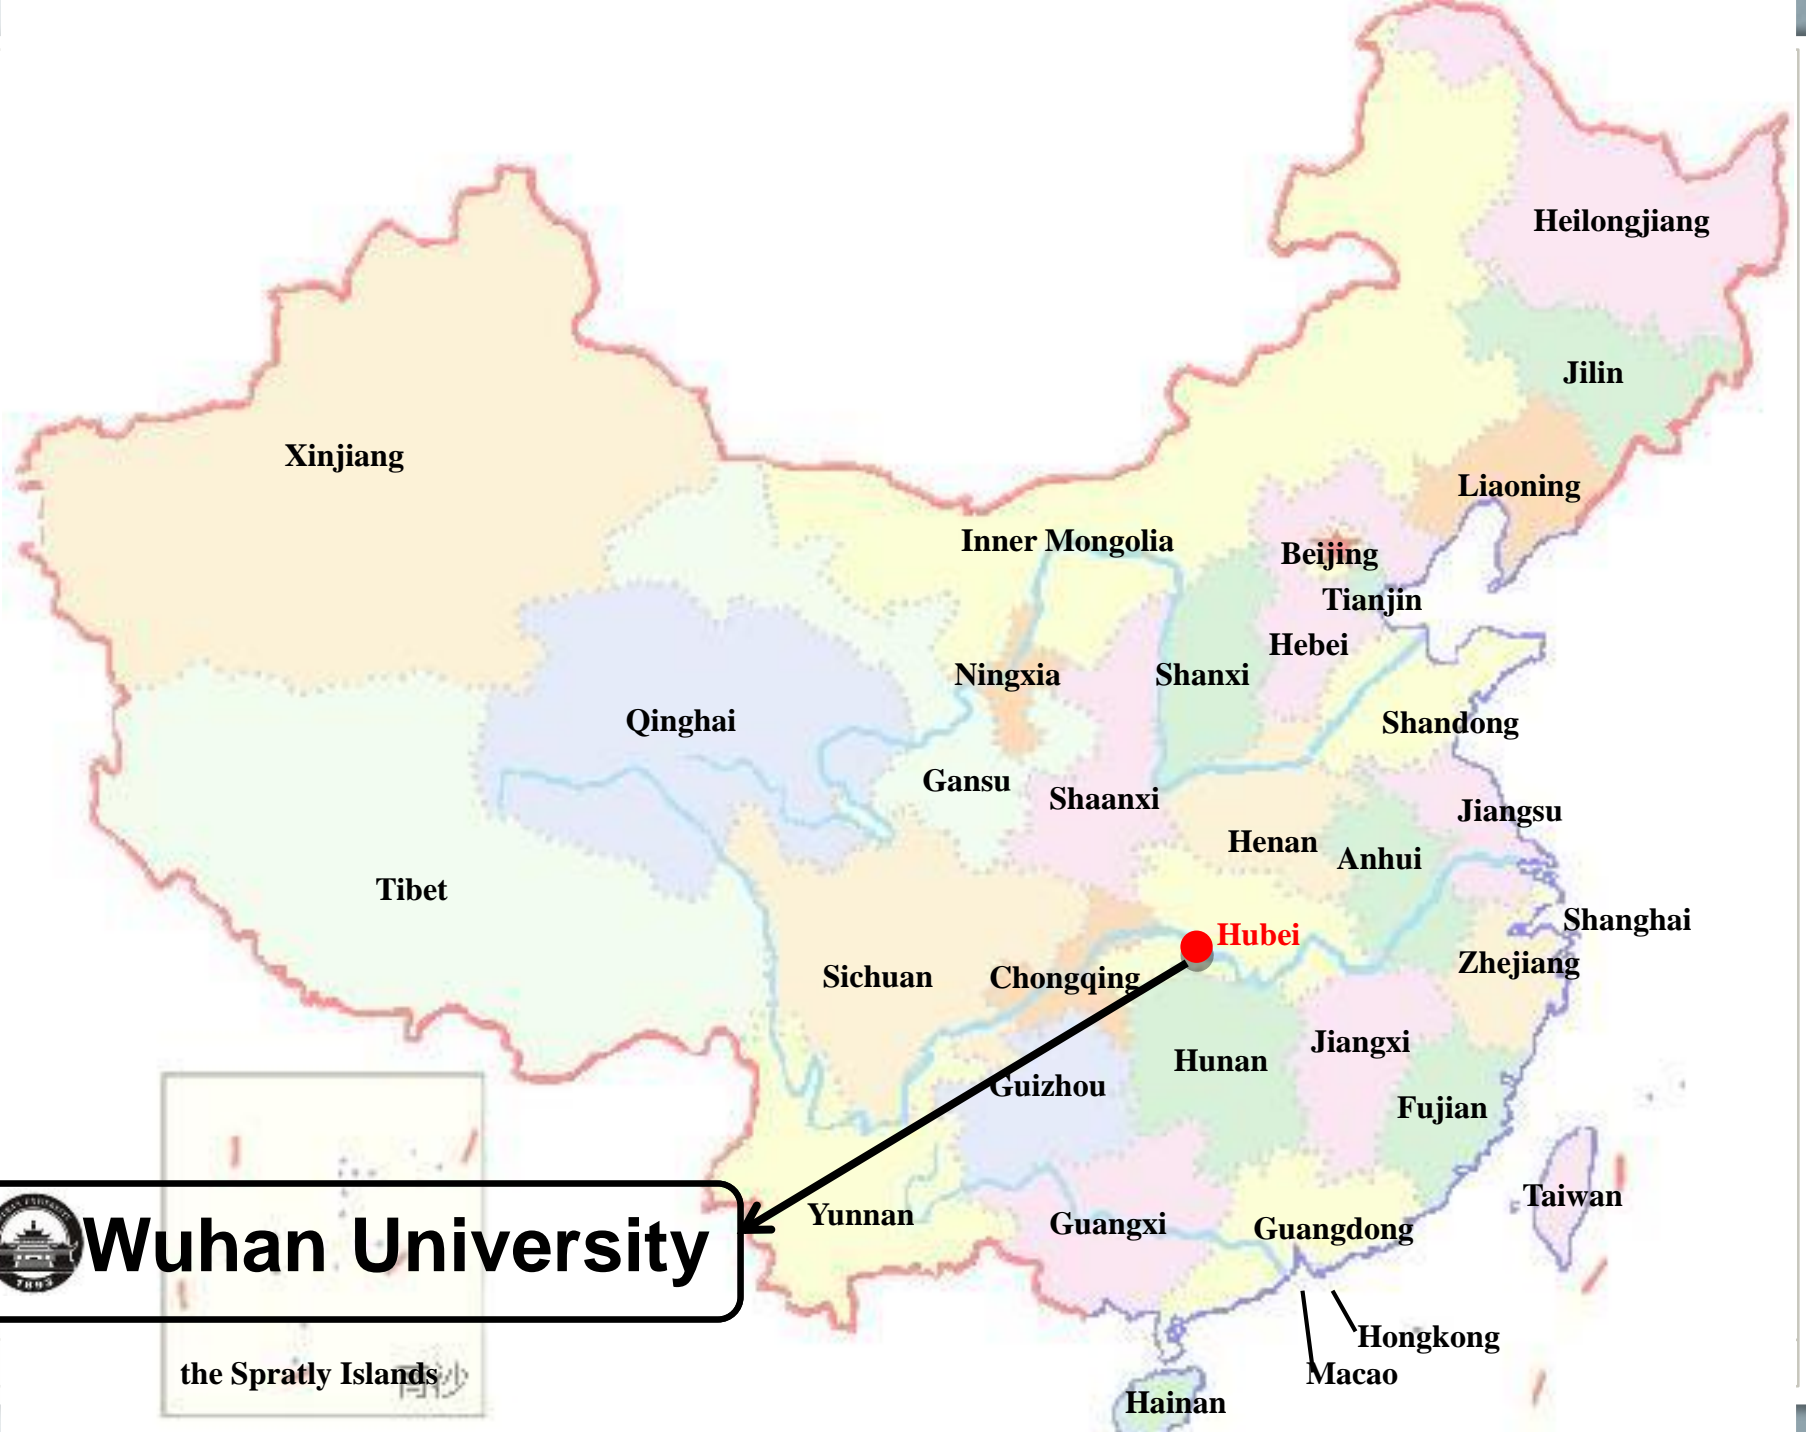 Heilongjiang
Jilin
Xinjiang
Liaoning
Inner Mongolia
Beijing
Tianjin
Hebei
Ningxia
Shanxi
Qinghai
Shandong
Gansu
Shaanxi
Jiangsu
Henan
Anhui
Tibet
Shanghai
Hubei
Zhejiang
Sichuan
Chongqing
Jiangxi
Hunan
Guizhou
Fujian
Taiwan
Yunnan
Guangxi
Guangdong
Wuhan University
1893
Hongkong
the Spratly Islands
Macao
Hainan